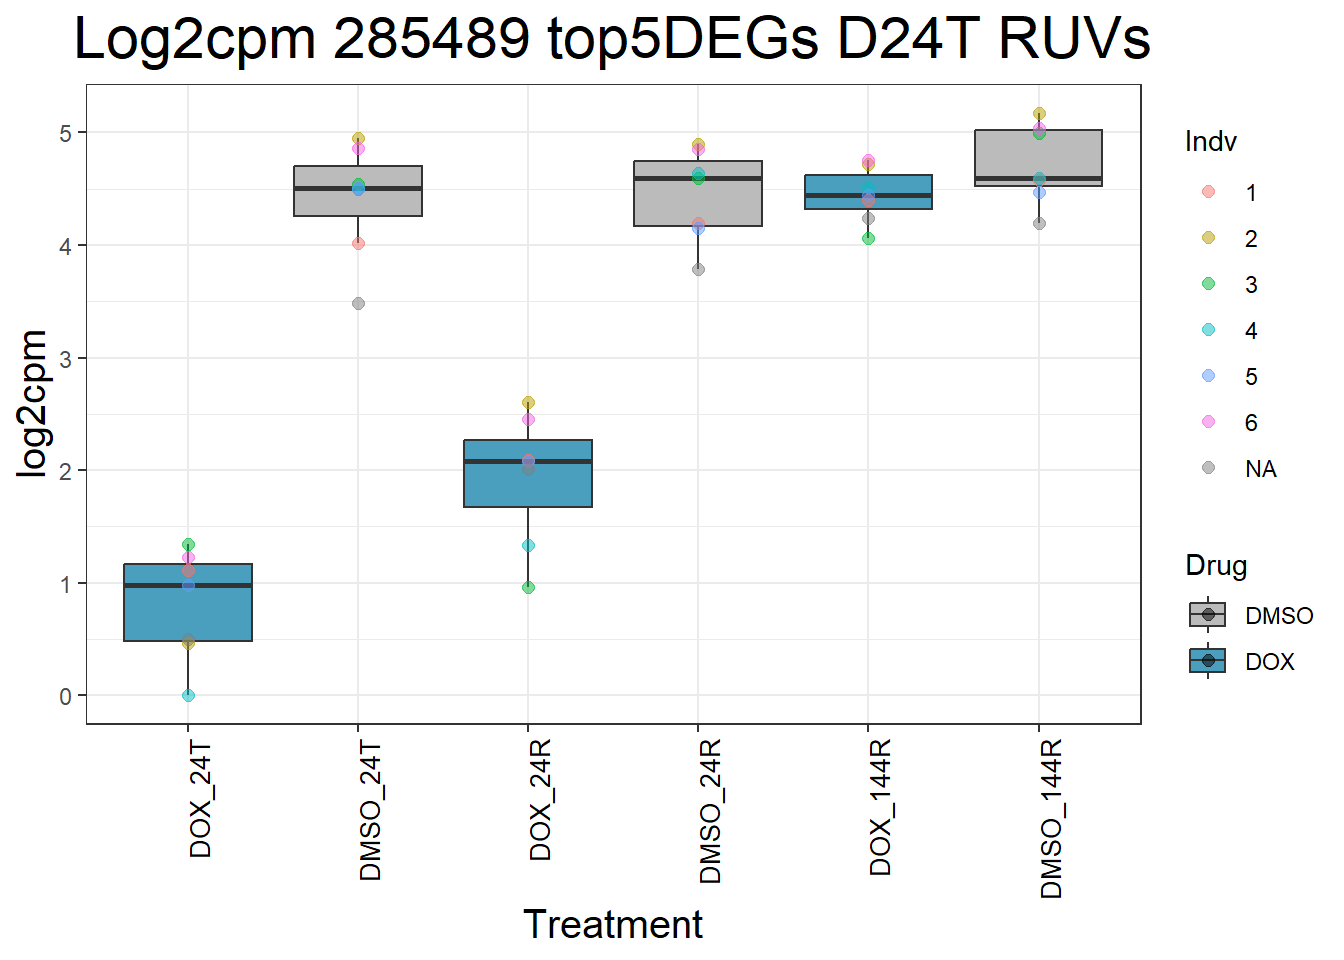 Log2cpm 285489 top5DEGs D24T RUVs
log2cpm
5
4
3
2
1
0
DOX_24T
DMSO_24T
DOX_24R
DMSO_24R
DOX_144R
DMSO_144R
Treatment
Indv
1
2
3
4
5
6
NA
Drug
DMSO
DOX